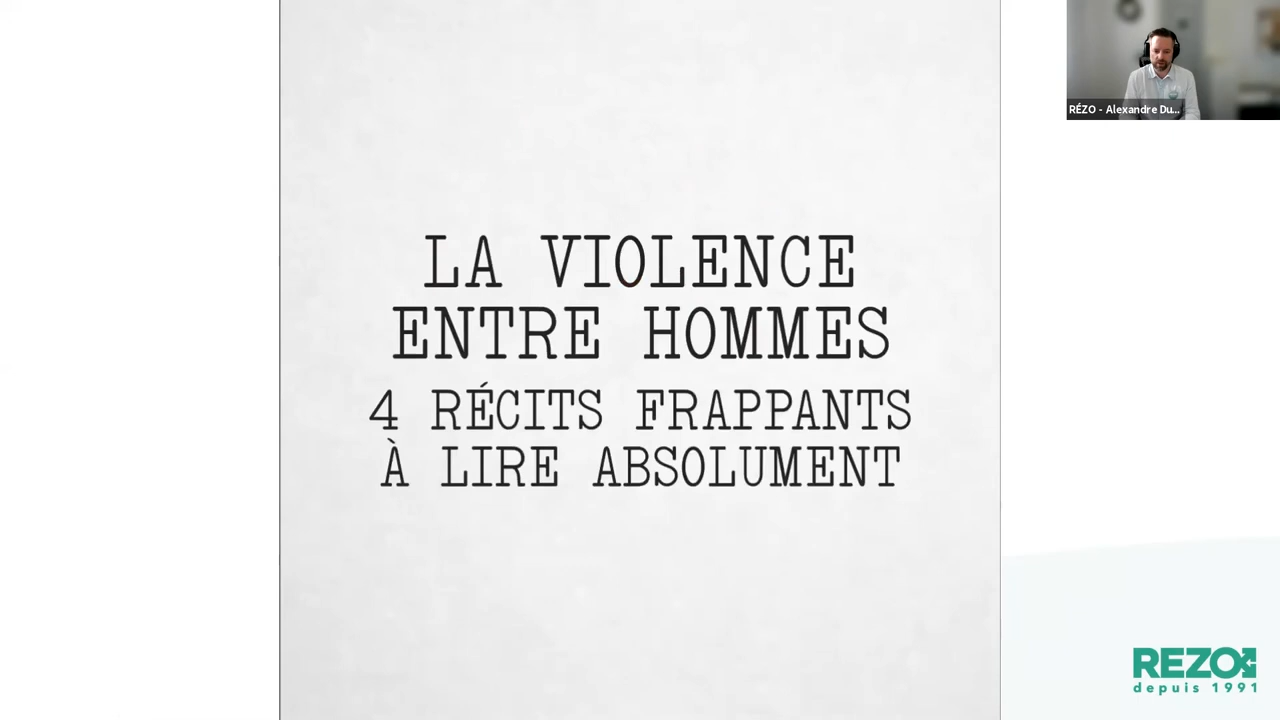 LA VIOLENCE
ENTRE HOMMES
4 RÉCITS FRAPPANTS
À LIRE ABSOLUMENT
RÉZO - Alexandre Du...
REZO
depuis 1991